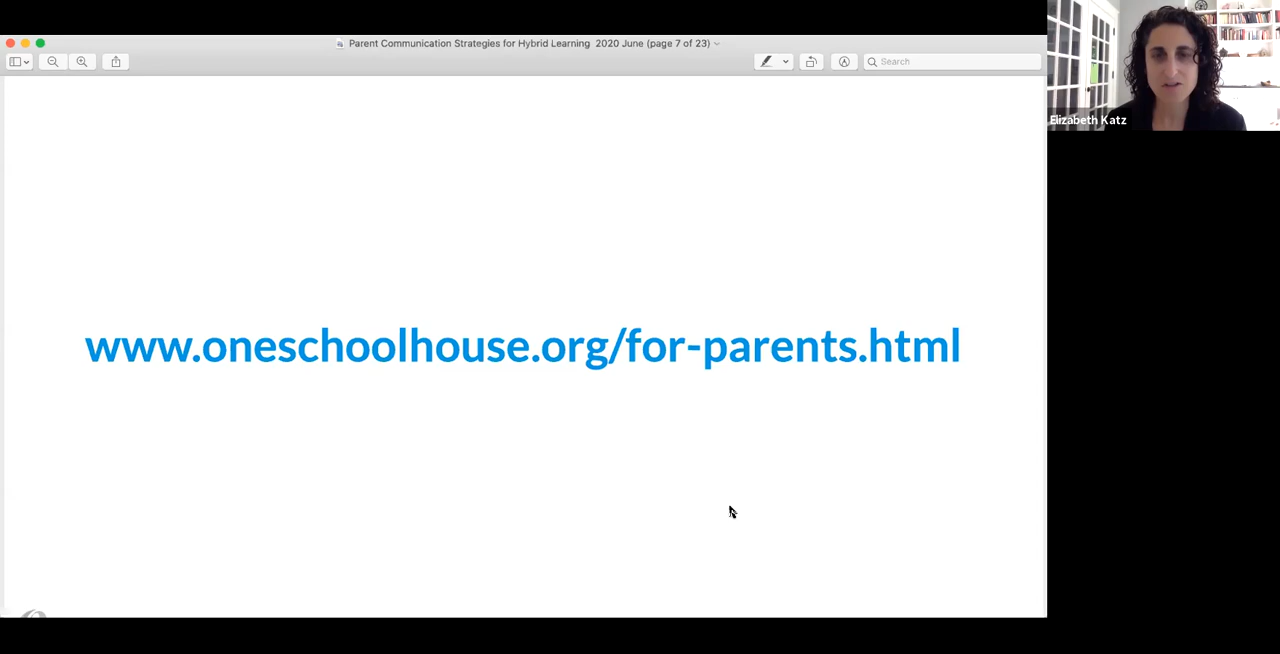 Parent Communication Strategies for Hybrid Learning  2020 June (page 7 of 23)
Search
Elizabeth Katz
www.oneschoolhouse.org/for-parents.html